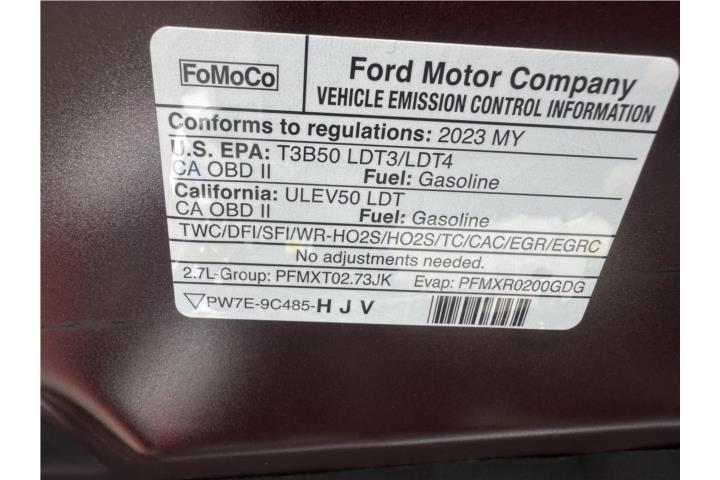 FoMoCo
Ford Motor Company
VEHICLE EMISSION CONTROL INFORMATION
Conforms to regulations: 2023 MY
U.S. EPA: T3B50 LDT3/LDT4
CA OBD II Fuel: Gasoline
California: ULEV50 LDT
CA OBD II Fuel: Gasoline
TWC/DFI/SFI/WR-HO2S/HO2S/TC/CAC/EGR/EGRC
No adjustments needed.
2.7L-Group: PFMXT02.73JK Evap: PFMXR0200GDG
PW7E-9C485-H J V